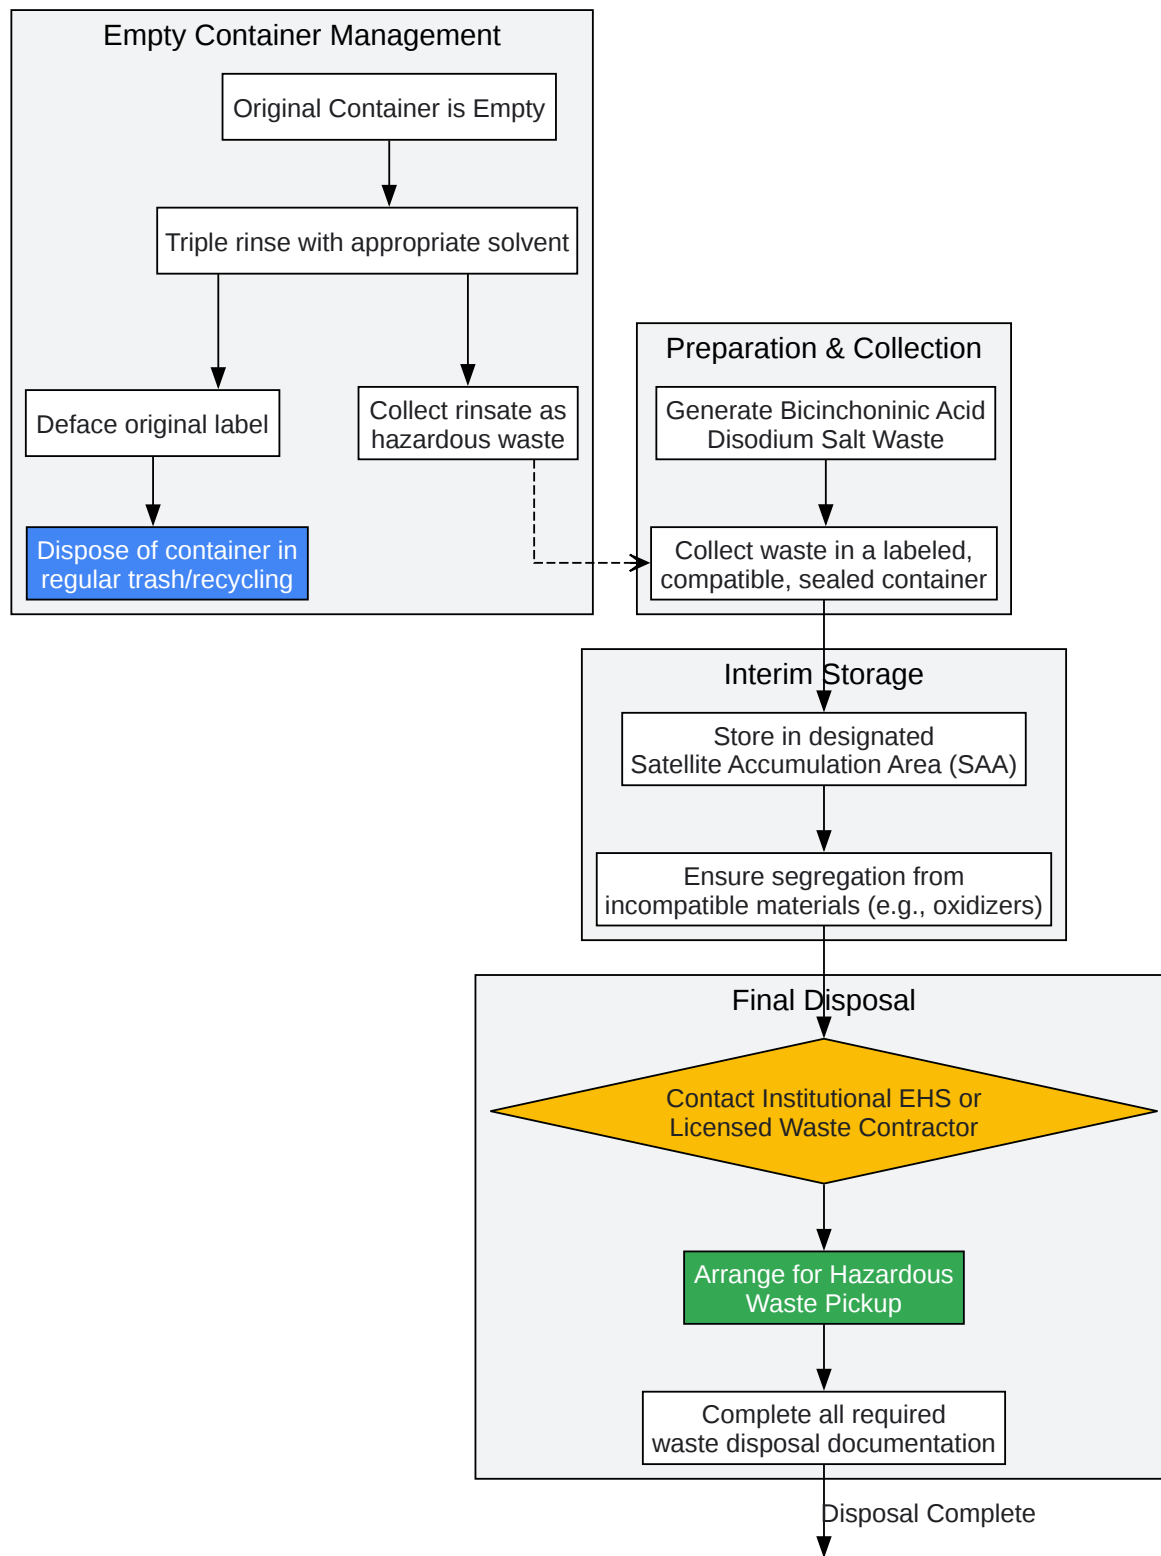 Empty Container Management
Original Container is Empty
Triple rinse with appropriate solvent
Deface original label
Collect rinsate as
hazardous waste
Dispose of container in
regular trash/recycling
Preparation & Collection
Generate Bicinchoninic Acid
Disodium Salt Waste
Collect waste in a labeled,
compatible, sealed container
Interim Storage
Store in designated
Satellite Accumulation Area (SAA)
Ensure segregation from
incompatible materials (e.g., oxidizers)
Final Disposal
Contact Institutional EHS or
Licensed Waste Contractor
Arrange for Hazardous
Waste Pickup
Complete all required
waste disposal documentation
Disposal Complete